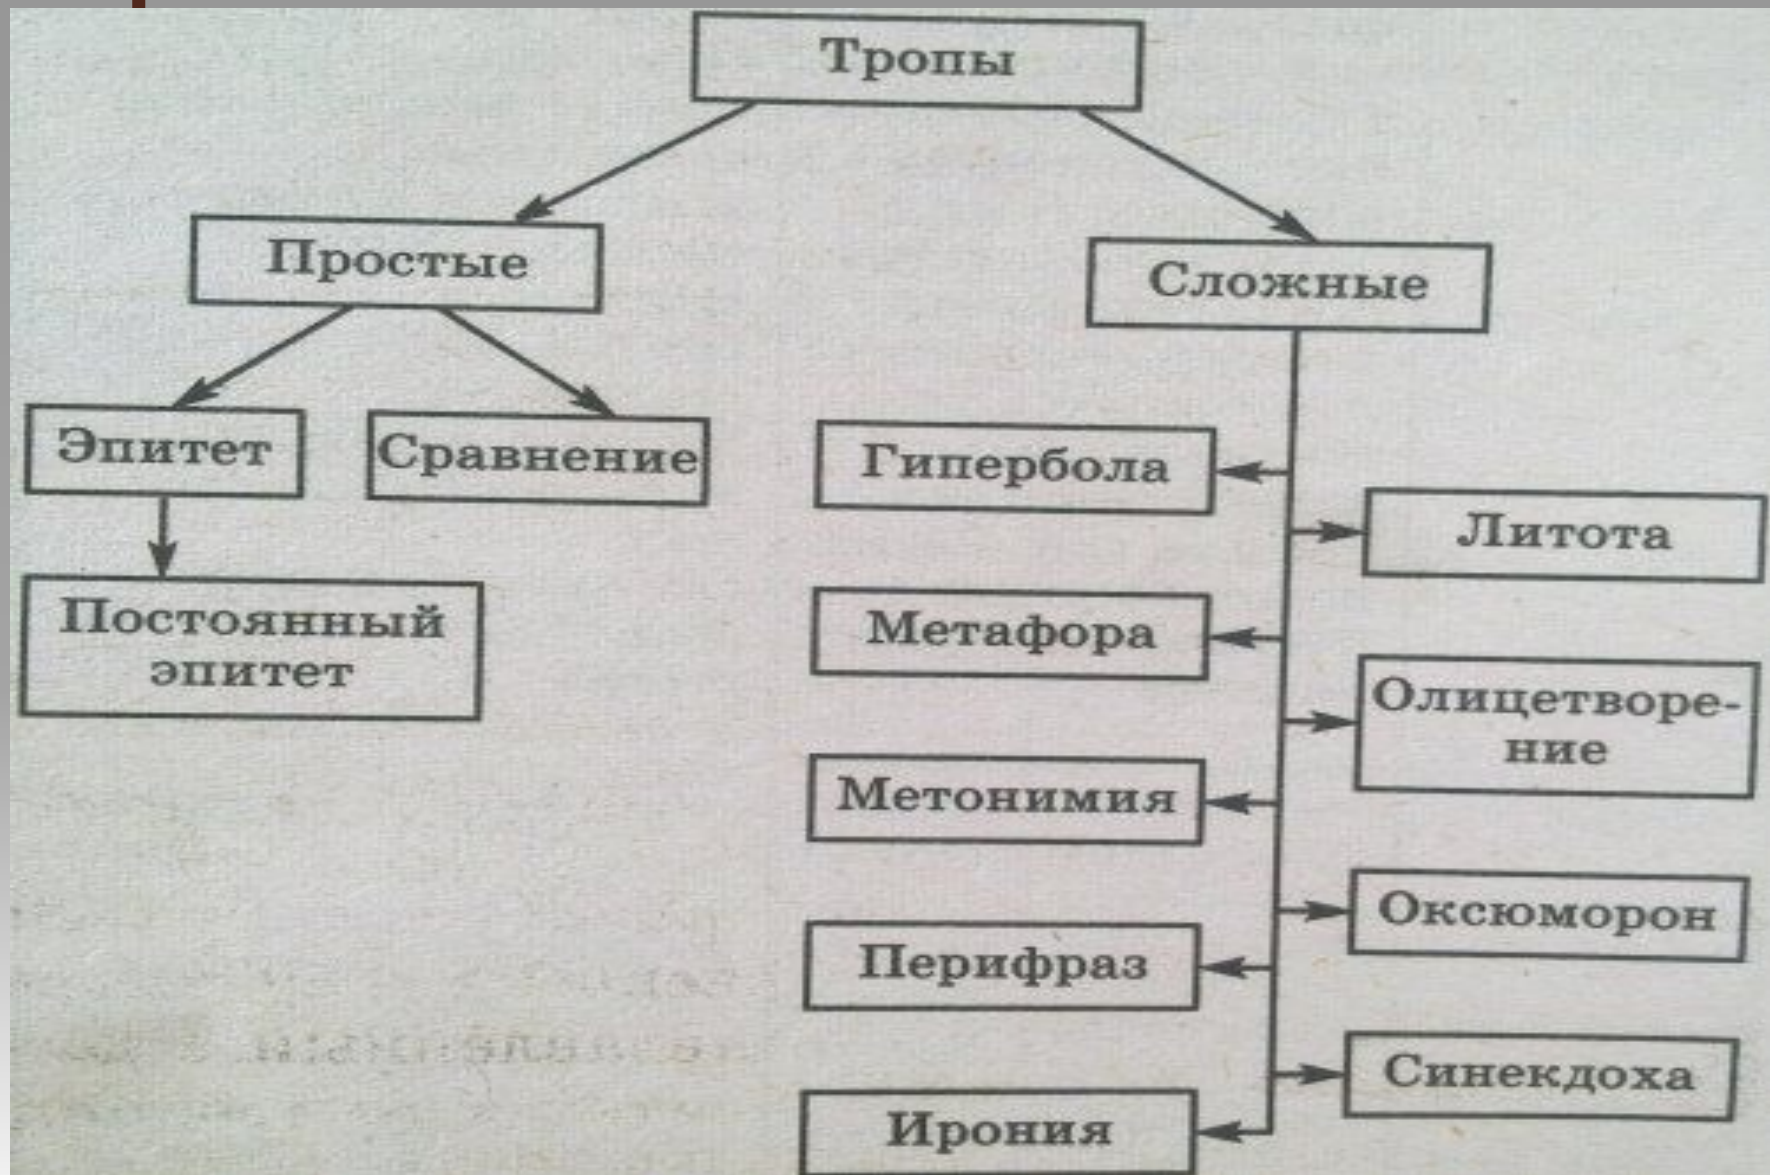 Тропы
Простые
Сложные
Эпитет
Сравнение
Постоянный
эпитет
Гипербола
Литота
Метафора
Олицетворе-
ние
Метонимия
Оксюморон
Перифраз
Синекдоха
Ирония